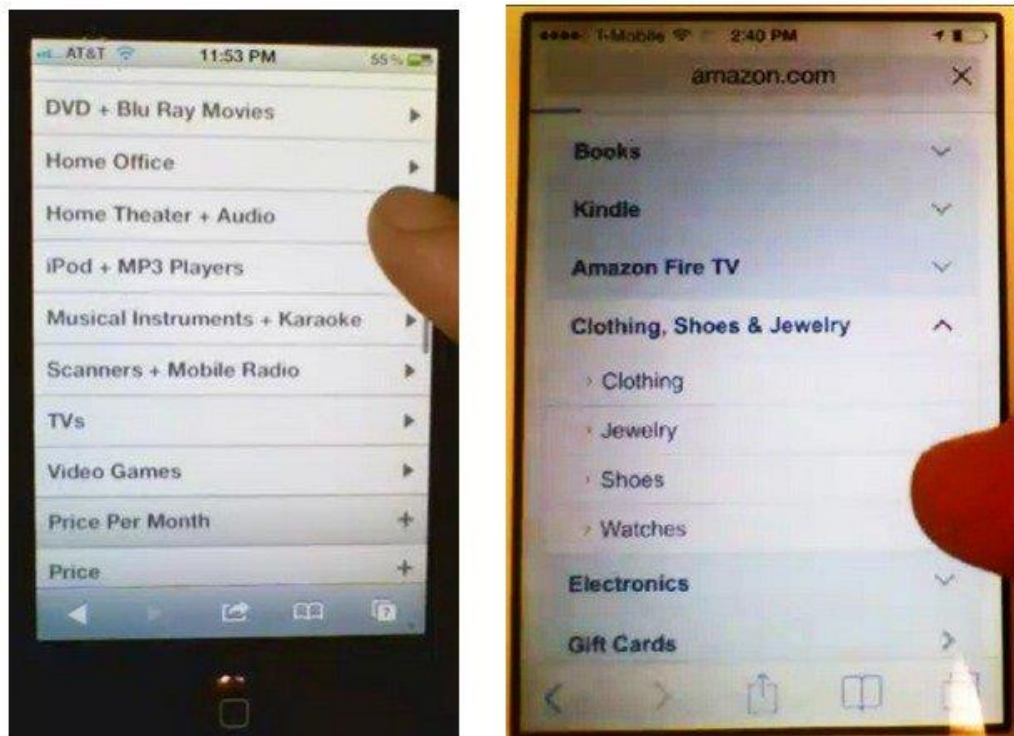 AT&T 11:53 PM 55%
DVD + Blu Ray Movies
Home Office
Home Theater + Audio
iPod + MP3 Players
Musical Instruments + Karaoke
Scanners + Mobile Radio
TVs
Video Games
Price Per Month
Price
T-Mobile 2:40 PM
amazon.com
Books
Kindle
Amazon Fire TV
Clothing, Shoes & Jewelry
Clothing
Jewelry
Shoes
Watches
Electronics
Gift Cards